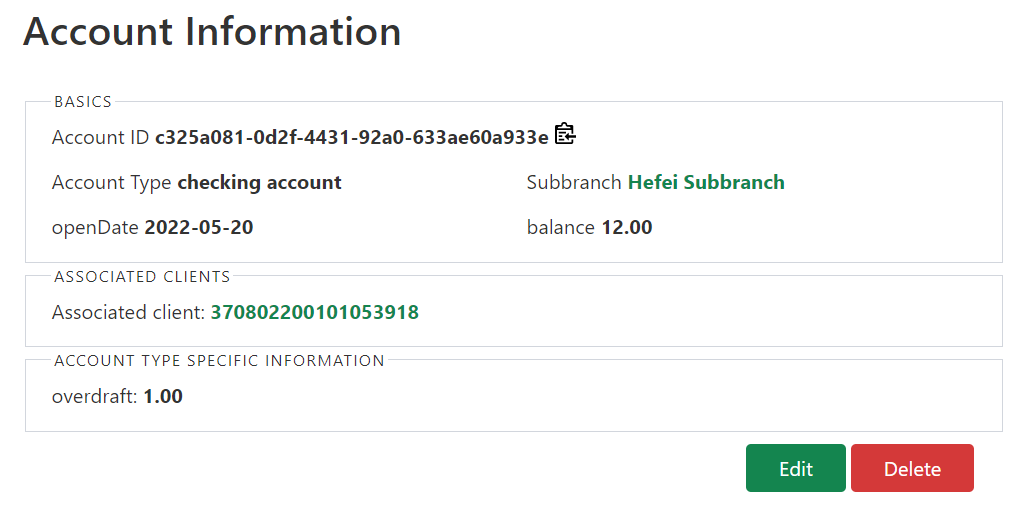 Account Information
BASICS
Account ID c325a081-0d2f-4431-92a0-633ae60a933e
Account Type checking account
Subbranch Hefei Subbranch
openDate 2022-05-20
balance 12.00
ASSOCIATED CLIENTS
Associated client: 370802200101053918
ACCOUNT TYPE SPECIFIC INFORMATION
overdraft: 1.00
Edit
Delete